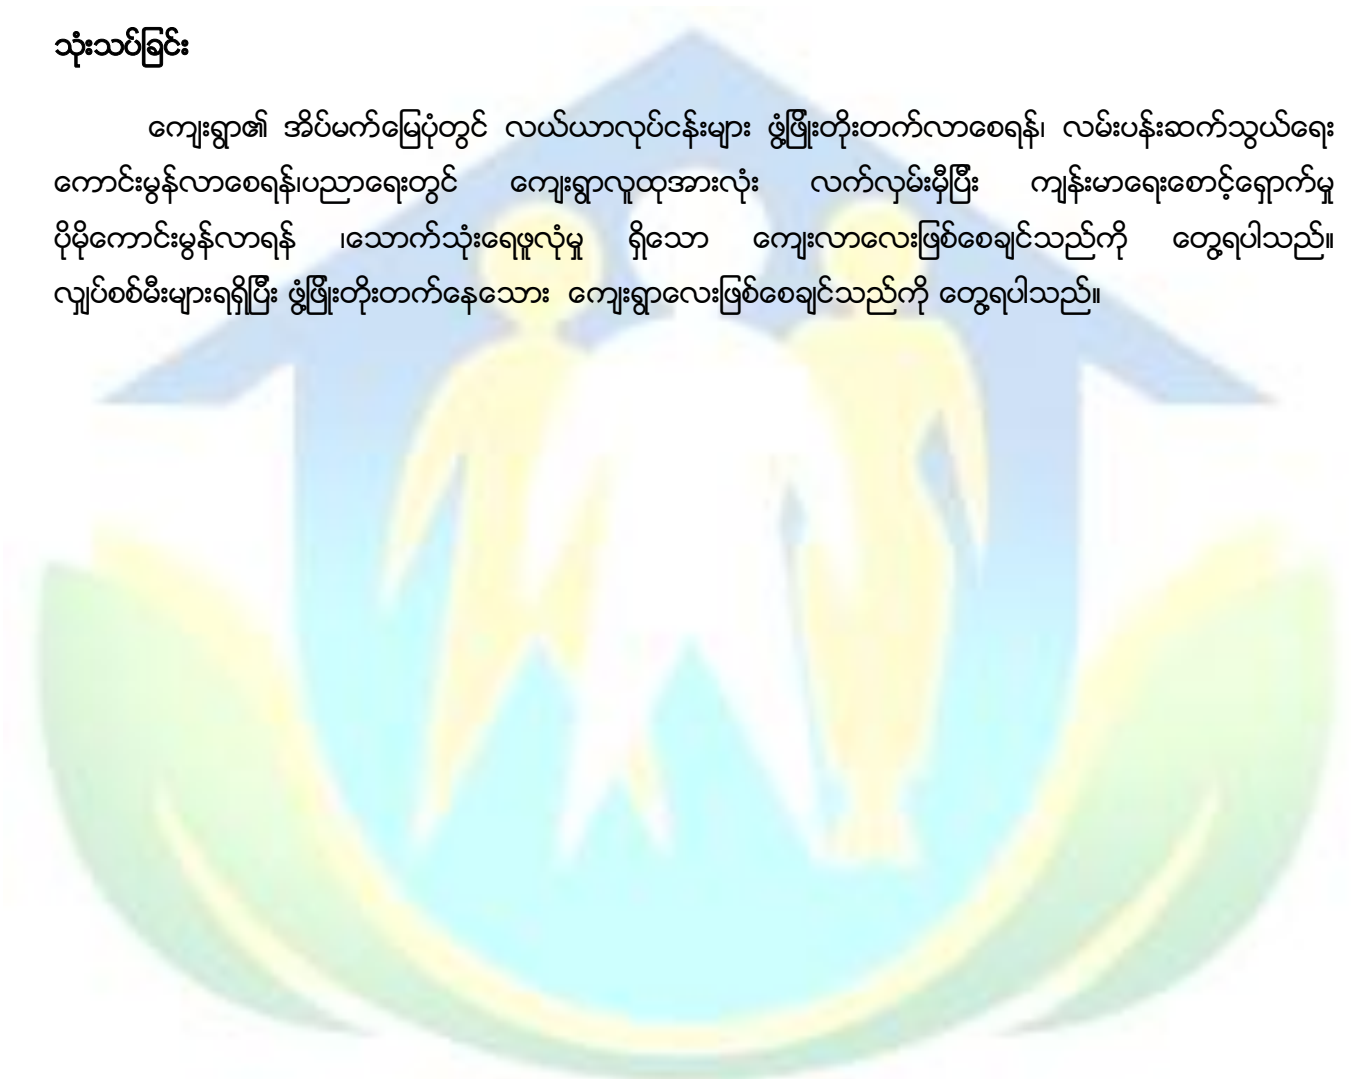 သုံးသပ်ခြင်း
ကျေးရွာ၏ အိပ်မက်မြေပုံတွင် လယ်ယာလုပ်ငန်းများ ဖွံ့ဖြိုးတိုးတက်လာစေရန်၊ လမ်းပန်းဆက်သွယ်ရေး
ကောင်းမွန်လာစေရန်၊ပညာရေးတွင် ကျေးရွာလူထုအားလုံး လက်လှမ်းမှီပြီး ကျန်းမာရေးစောင့်ရှောက်မှု
ပိုမိုကောင်းမွန်လာရန် ၊သောက်သုံးရေဖူလုံမှု ရှိသော ကျေးလာလေးဖြစ်စေချင်သည်ကို တွေ့ရပါသည်။
လျှပ်စစ်မီးများရရှိပြီး ဖွံ့ဖြိုးတိုးတက်နေသေား ကျေးရွာလေးဖြစ်စေချင်သည်ကို တွေ့ရပါသည်။